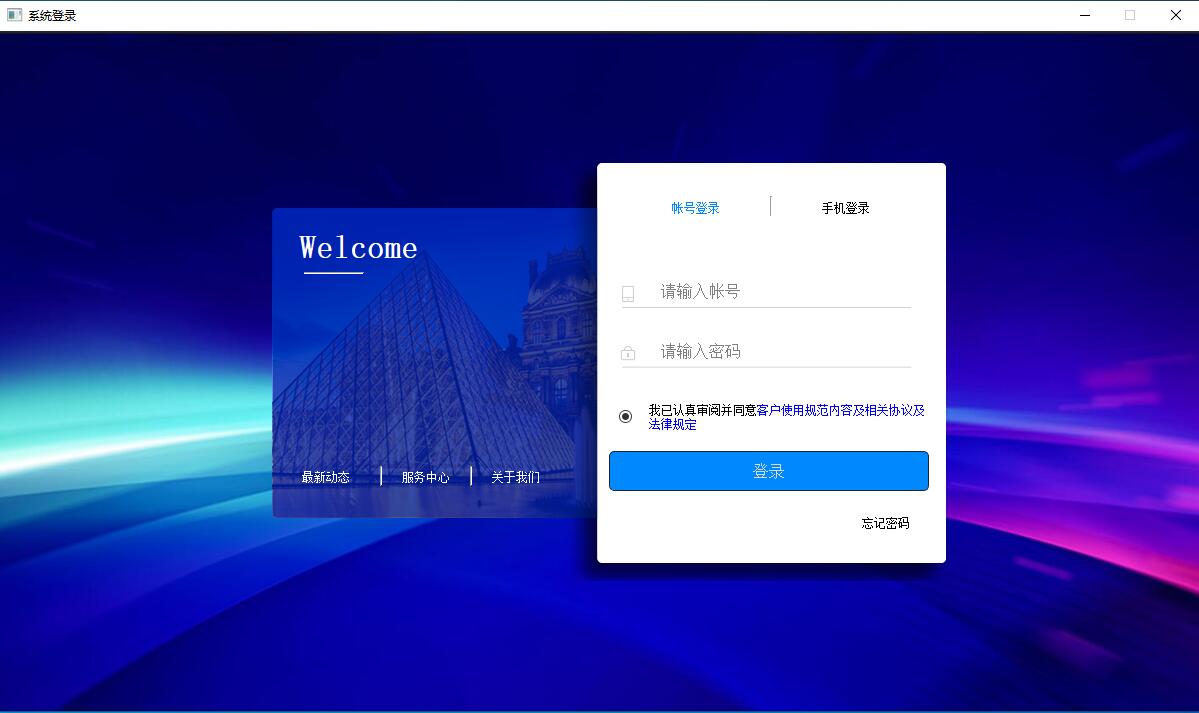 系统登录
Welcome
最新动态
服务中心
关于我们
帐号登录
手机登录
请输入帐号
请输入密码
我已认真审阅并同意客户使用规范内容及相关协议及
法律规定
登录
忘记密码